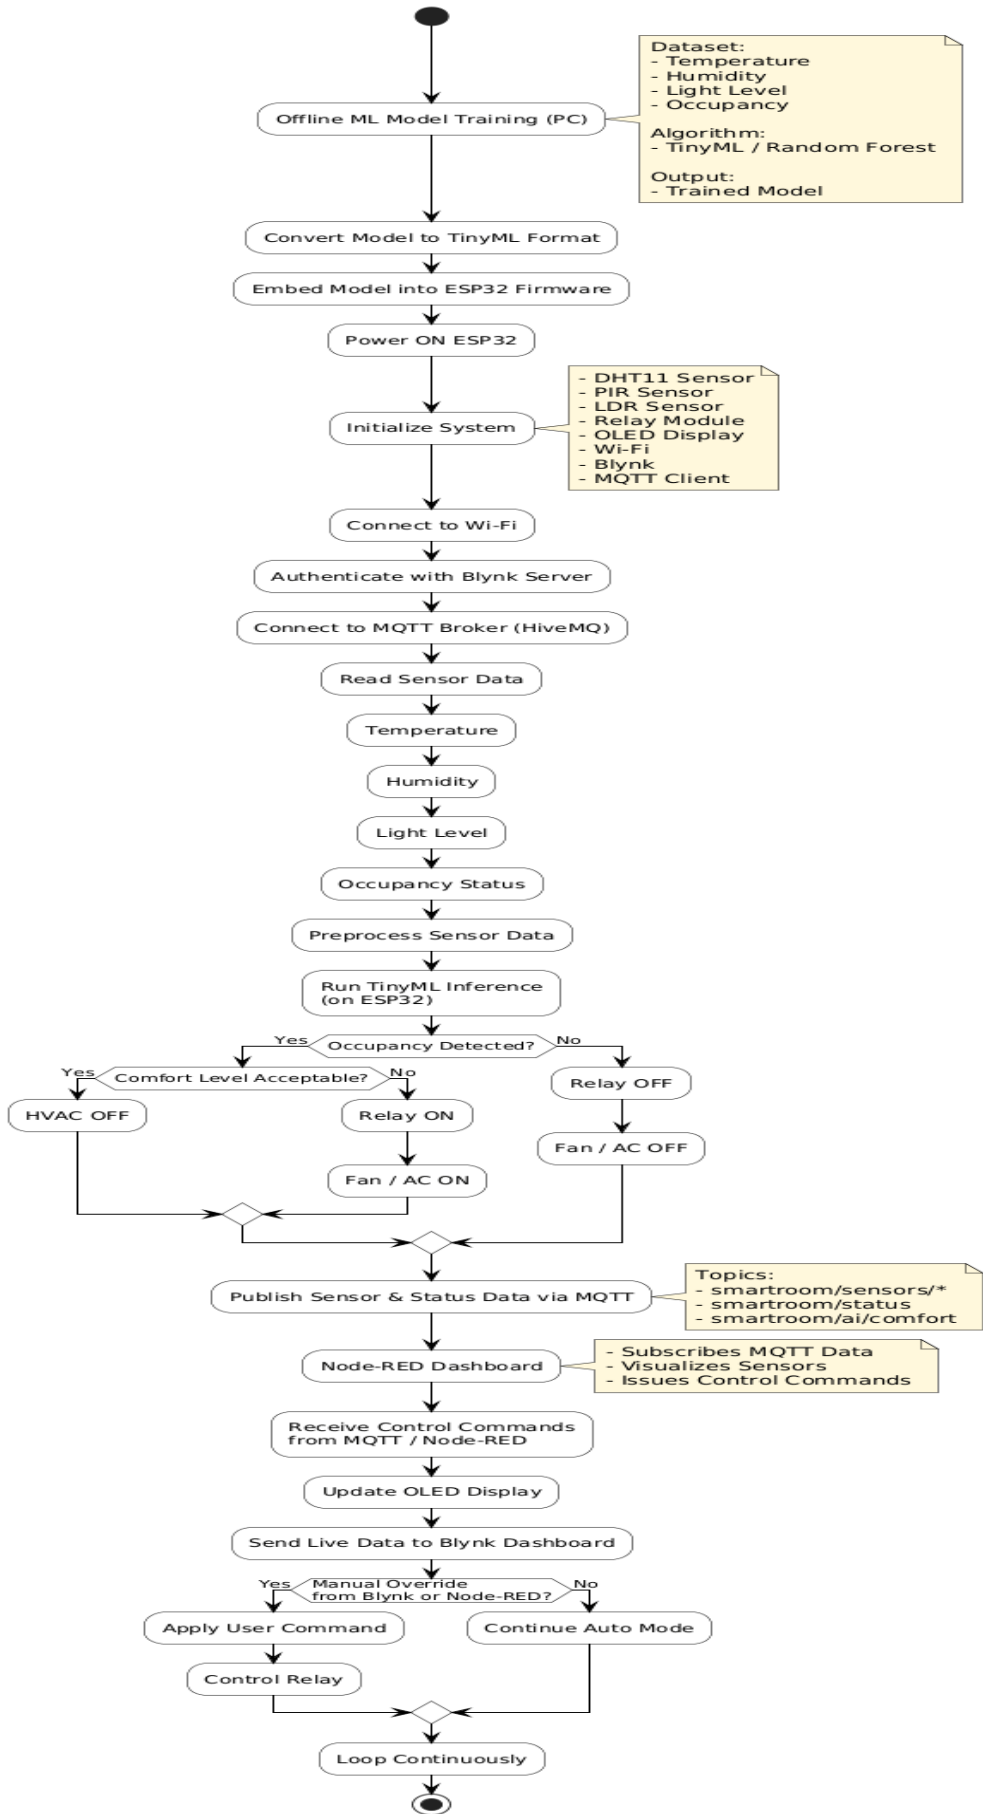 Offline ML Model Training (PC)
Dataset:
- Temperature
- Humidity
- Light Level
- Occupancy
Algorithm:
- TinyML / Random Forest
Output:
- Trained Model
Convert Model to TinyML Format
Embed Model into ESP32 Firmware
Power ON ESP32
Initialize System
- DHT11 Sensor
- PIR Sensor
- LDR Sensor
- Relay Module
- OLED Display
- Wi-Fi
- Blynk
- MQTT Client
Connect to Wi-Fi
Authenticate with Blynk Server
Connect to MQTT Broker (HiveMQ)
Read Sensor Data
Temperature
Humidity
Light Level
Occupancy Status
Preprocess Sensor Data
Run TinyML Inference
(on ESP32)
Yes
Occupancy Detected?
No
Yes
Comfort Level Acceptable?
No
HVAC OFF
Relay ON
Fan / AC ON
Relay OFF
Fan / AC OFF
Publish Sensor & Status Data via MQTT
Topics:
- smartroom/sensors/*
- smartroom/status
- smartroom/ai/comfort
Node-RED Dashboard
- Subscribes MQTT Data
- Visualizes Sensors
- Issues Control Commands
Receive Control Commands
from MQTT / Node-RED
Update OLED Display
Send Live Data to Blynk Dashboard
Yes
Manual Override
from Blynk or Node-RED?
No
Apply User Command
Control Relay
Continue Auto Mode
Loop Continuously